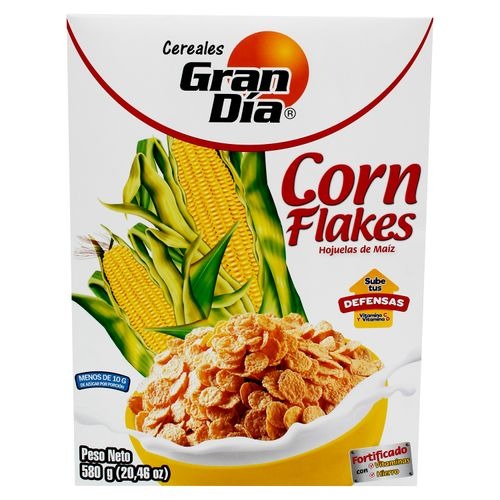 Cereales
Gran
Día®
Corn
Flakes
Hojuelas de Maíz
Sube
tus
DEFENSAS
Vitamina C
Y Vitamina D
MENOS DE 10 G
DE AZÚCAR POR PORCIÓN
Peso Neto
580 g (20,46 oz)
Fortificado
con Vitaminas
Hierro